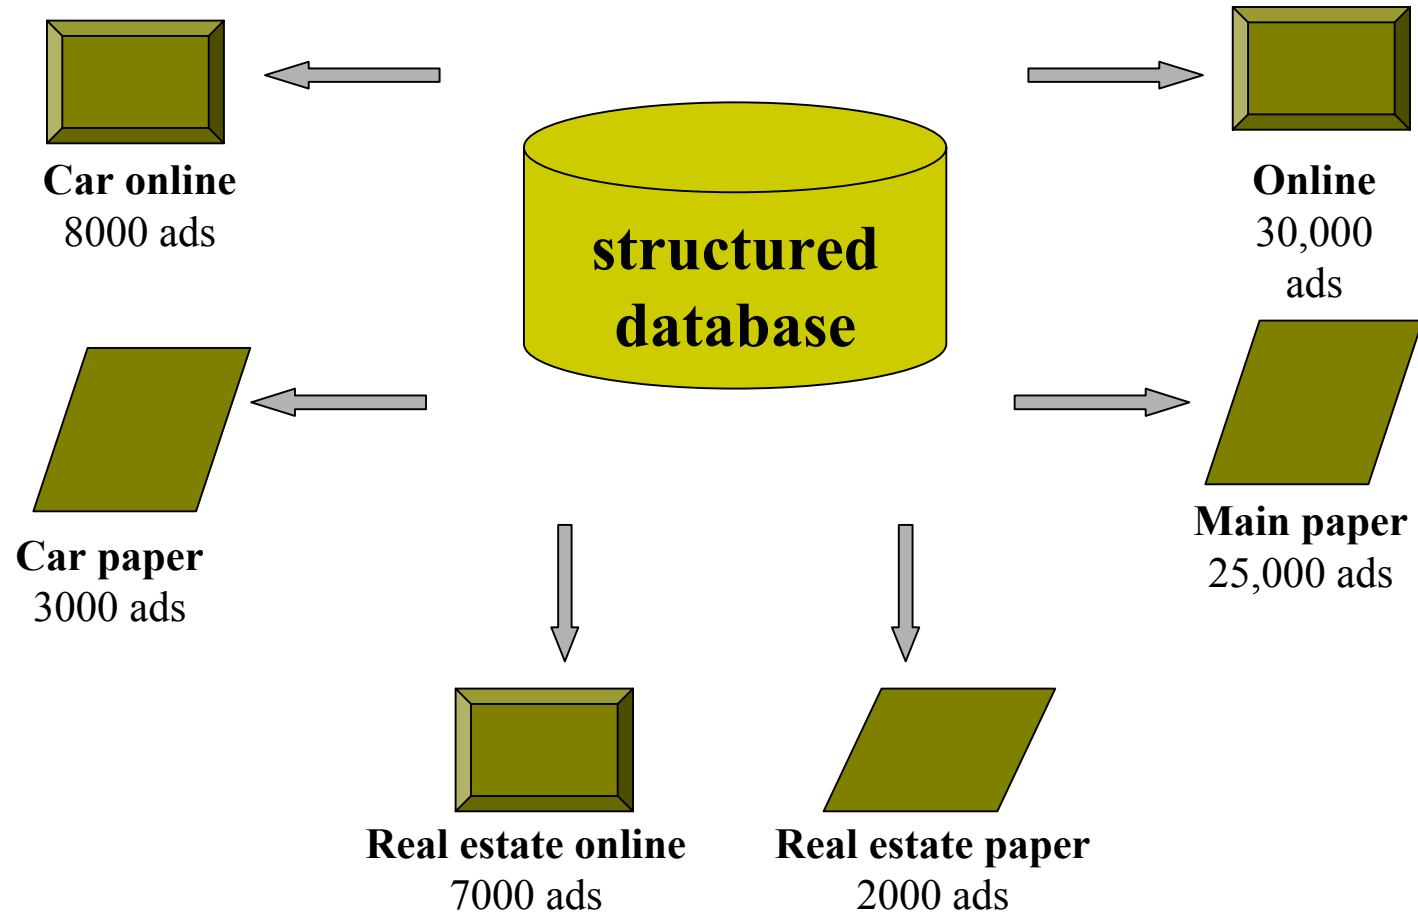 Car online
8000 ads
structured
database
Online
30,000
ads
Car paper
3000 ads
Main paper
25,000 ads
Real estate online
7000 ads
Real estate paper
2000 ads